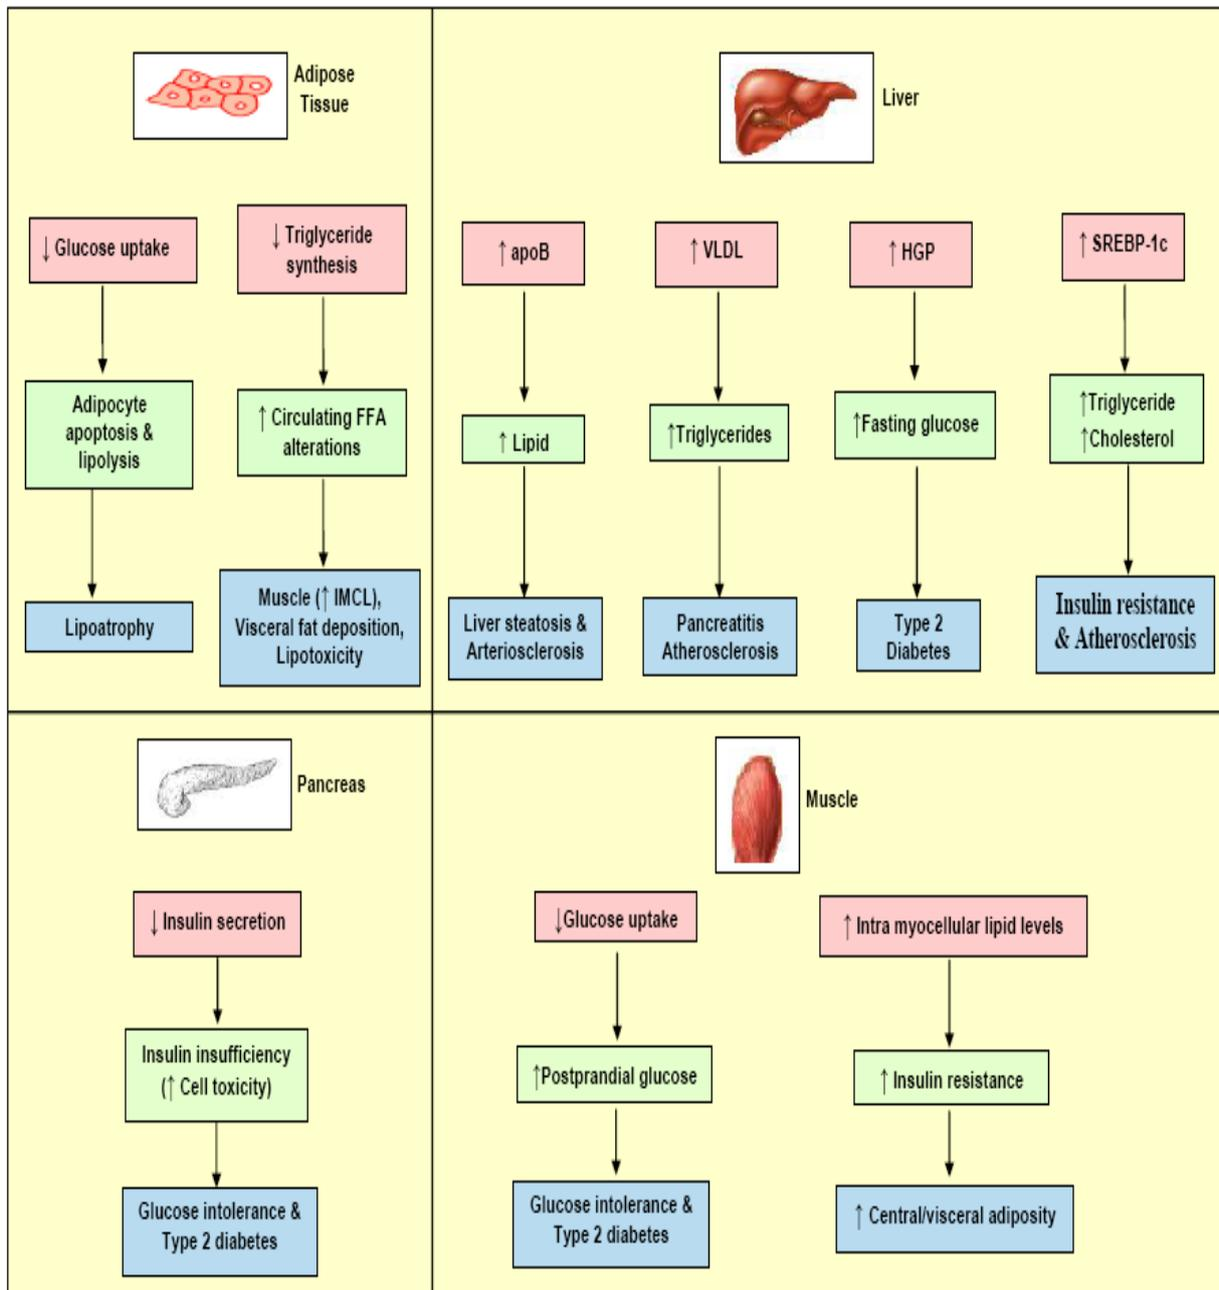 Adipose
Tissue
Liver
↓ Glucose uptake
↓ Triglyceride
synthesis
↑ apoB
↑ VLDL
↑ HGP
↑ SREBP-1c
Adipocyte
apoptosis &
lipolysis
↑ Circulating FFA
alterations
↑ Lipid
↑Triglycerides
↑Fasting glucose
↑Triglyceride
↑Cholesterol
Lipoatrophy
Muscle (↑ IMCL),
Visceral fat deposition,
Lipotoxicity
Liver steatosis &
Arteriosclerosis
Pancreatitis
Atherosclerosis
Type 2
Diabetes
Insulin resistance
& Atherosclerosis
Pancreas
Muscle
↓ Insulin secretion
↓Glucose uptake
↑ Intra myocellular lipid levels
Insulin insufficiency
(↑ Cell toxicity)
↑Postprandial glucose
↑ Insulin resistance
Glucose intolerance &
Type 2 diabetes
Glucose intolerance &
Type 2 diabetes
↑ Central/visceral adiposity